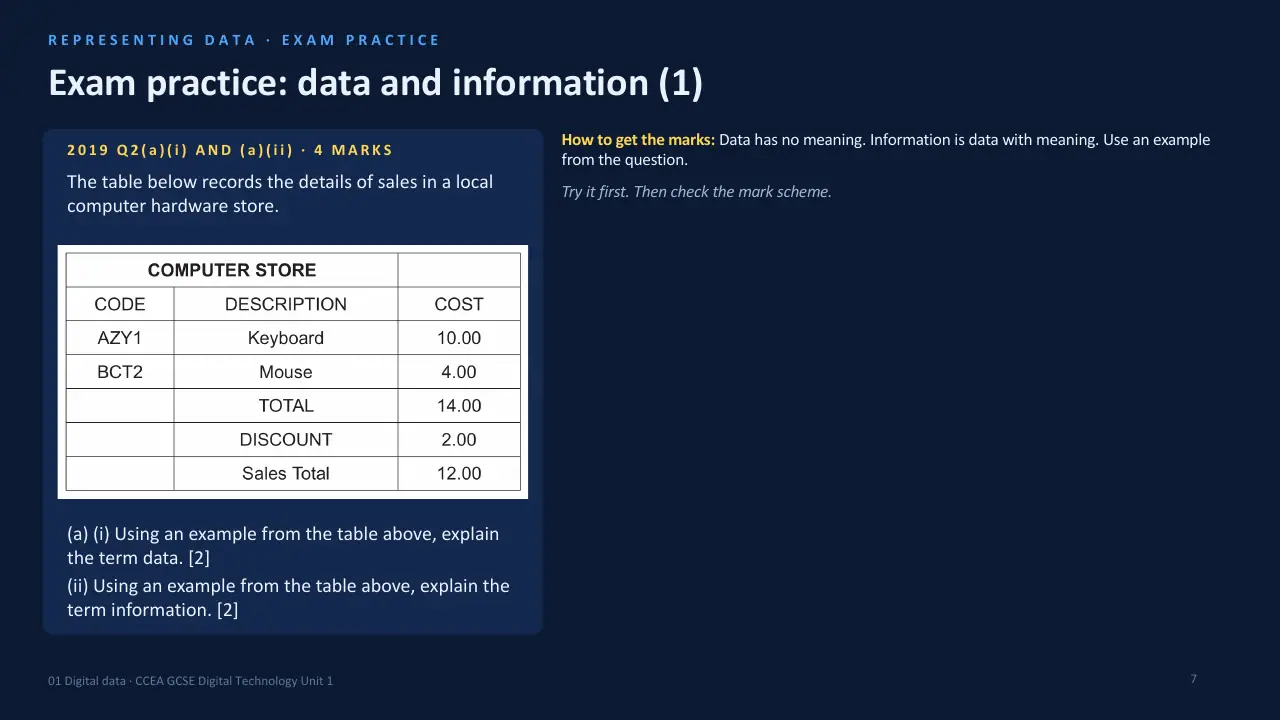 REPRESENTING DATA · EXAM PRACTICE
Exam practice: data and information (1)
2019 Q2(a)(i) AND (a)(ii) · 4 MARKS
The table below records the details of sales in a local
computer hardware store.
COMPUTER STORE
CODE DESCRIPTION COST
AZY1 Keyboard 10.00
BCT2 Mouse 4.00
TOTAL 14.00
DISCOUNT 2.00
Sales Total 12.00
(a) (i) Using an example from the table above, explain
the term data. [2]
(ii) Using an example from the table above, explain the
term information. [2]
How to get the marks: Data has no meaning. Information is data with meaning. Use an example
from the question.
Try it first. Then check the mark scheme.
01 Digital data · CCEA GCSE Digital Technology Unit 1
7